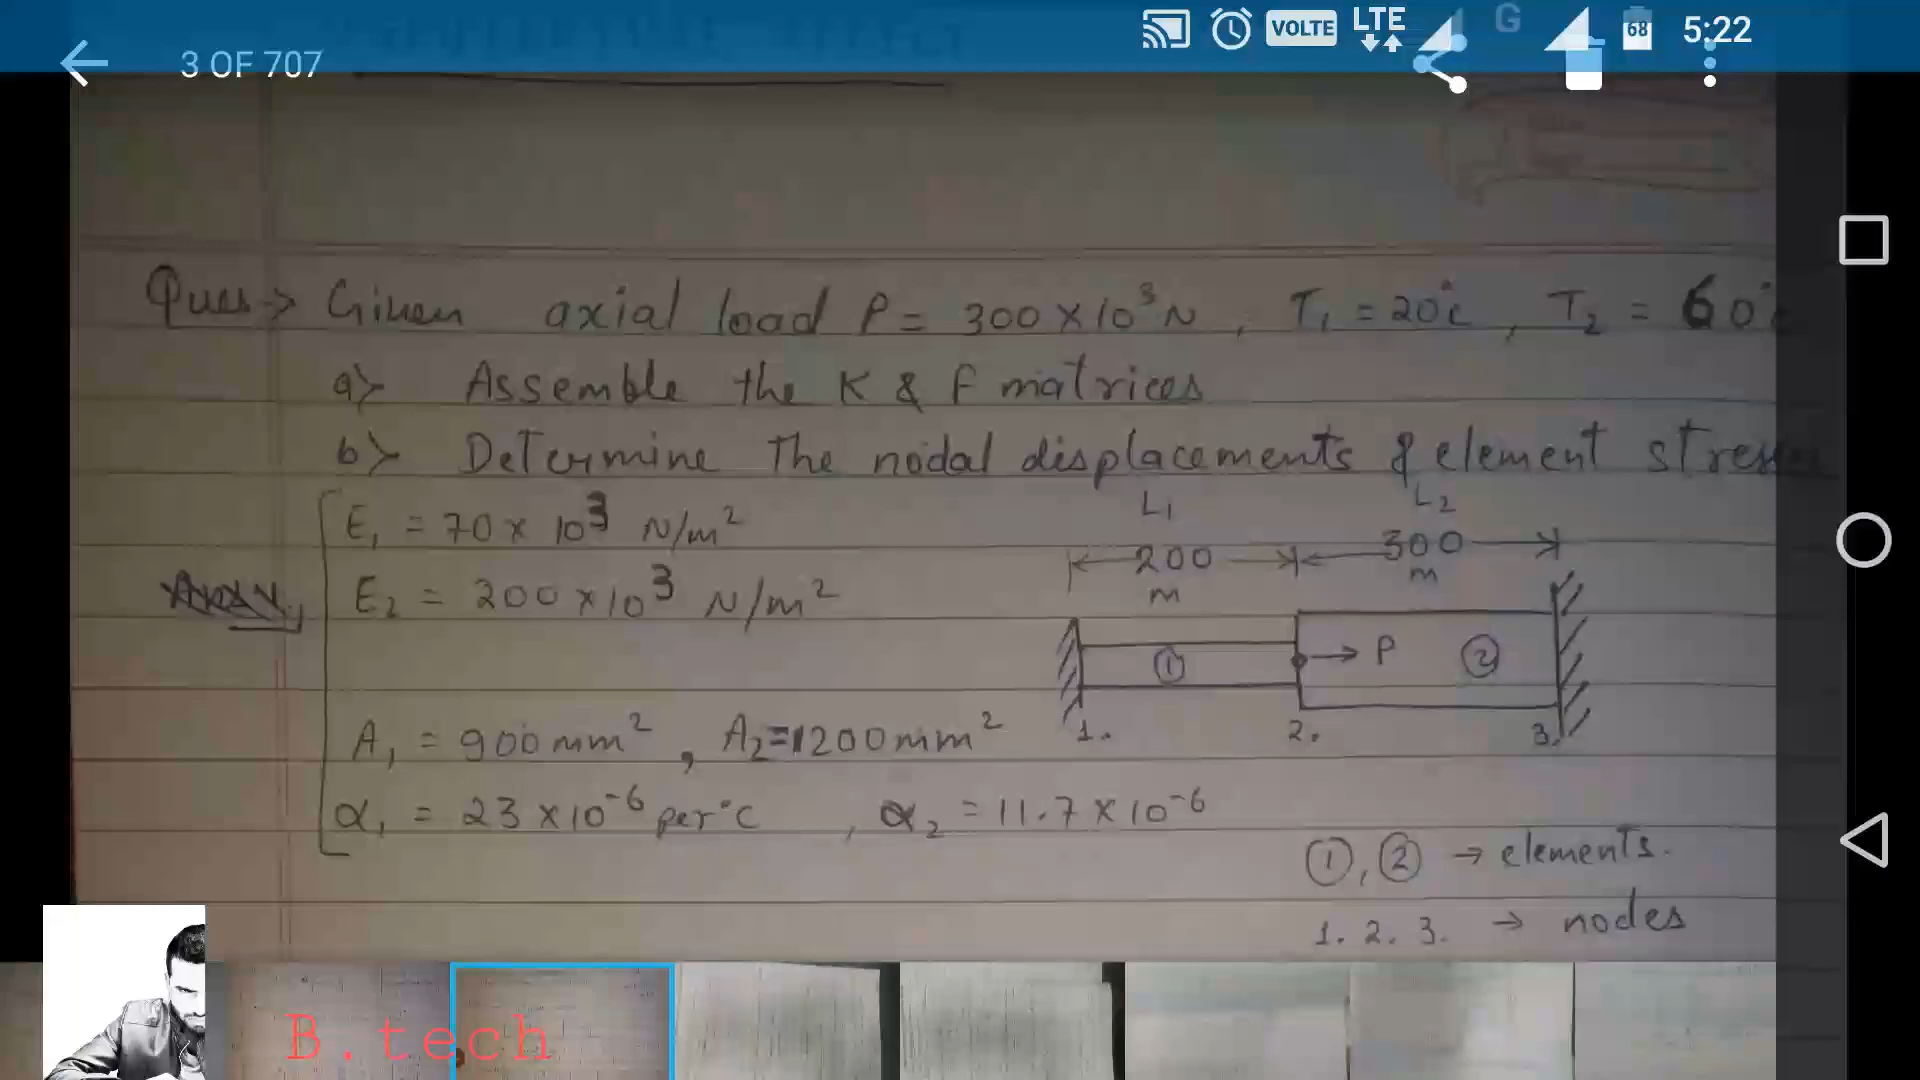 VOLTE LTE G 68 5:22
3 OF 707
Ques→ Given axial load P = 300 × 10³ N , T₁ = 20°c , T₂ = 60°
a> Assemble the K & F matrices
b> Determine the nodal displacements & element
L₁ L₂
E₁ = 70 × 10³ N/m²
200 m 300 m
E₂ = 200 × 10³ N/m²
① → P ②
A₁ = 900 mm² , A₂ = 1200 mm²
1. 2. 3.
α₁ = 23 × 10⁻⁶ per °C , α₂ = 11.7 × 10⁻⁶
①, ② → elements.
1. 2. 3. → nodes
B.tech